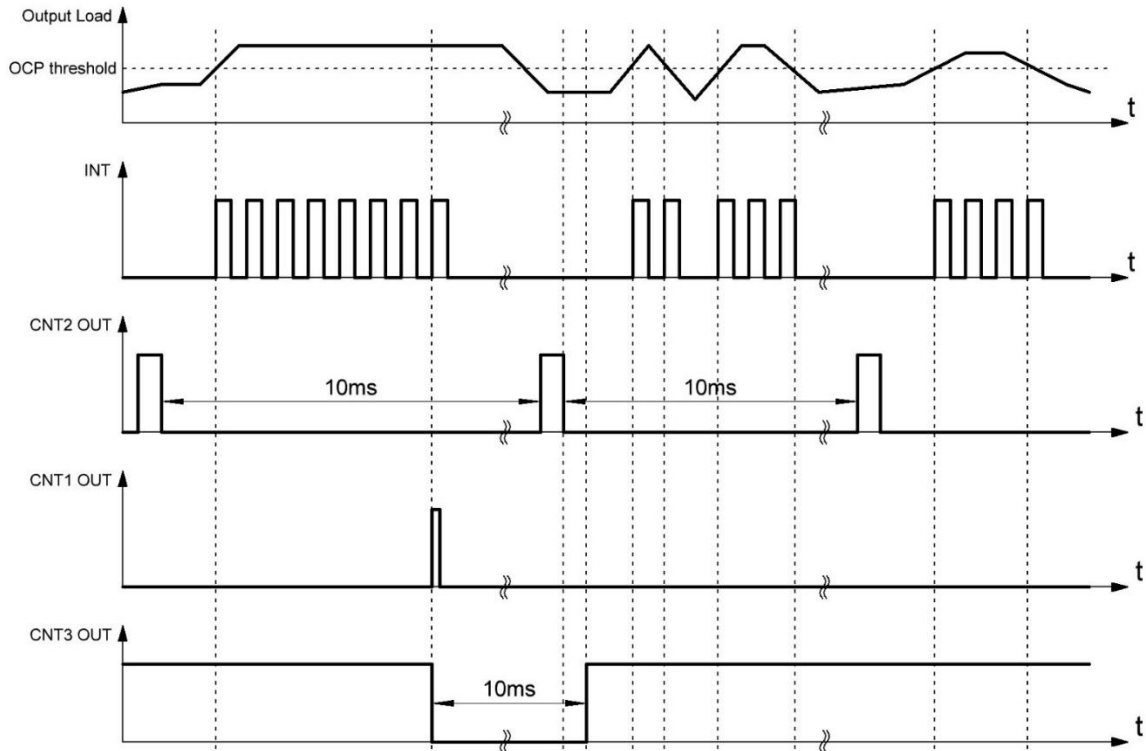 Output Load
OCP threshold
t
INT
t
CNT2 OUT
10ms
10ms
t
CNT1 OUT
t
CNT3 OUT
10ms
t